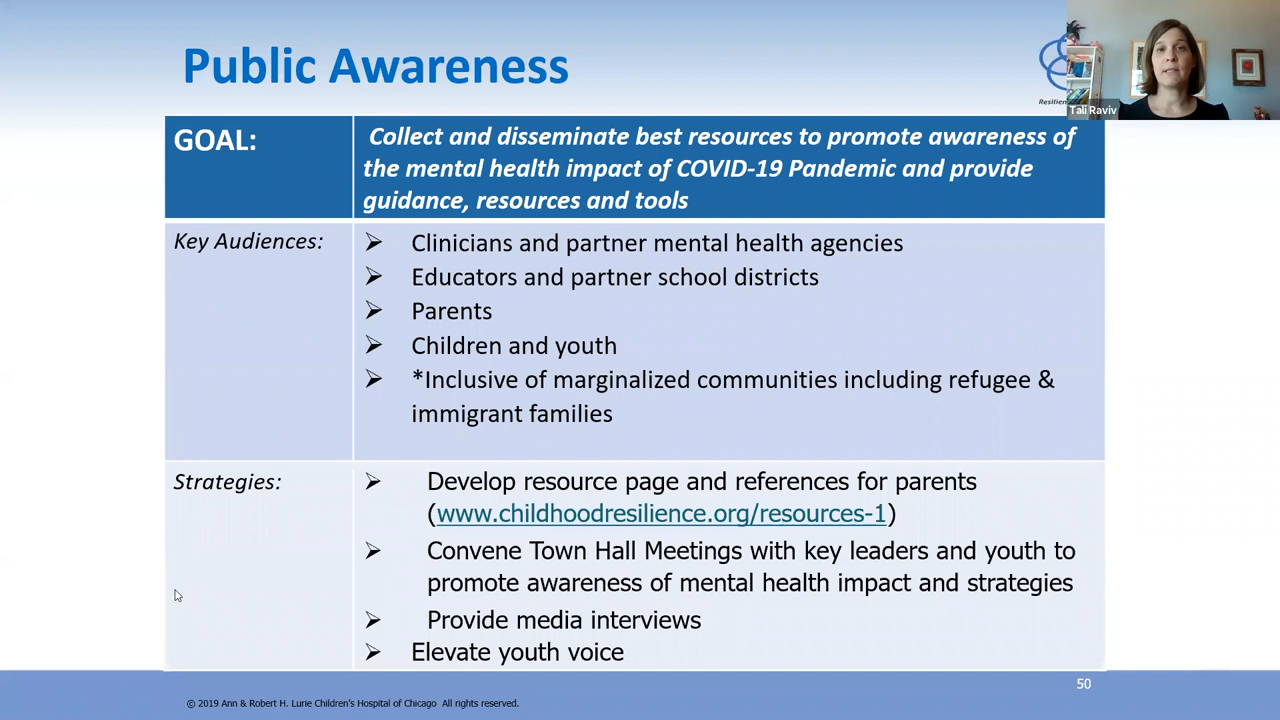 Public Awareness
Resilien
Tali Raviv
GOAL:
Collect and disseminate best resources to promote awareness of
the mental health impact of COVID-19 Pandemic and provide
guidance, resources and tools
Key Audiences:
➢ Clinicians and partner mental health agencies
➢ Educators and partner school districts
➢ Parents
➢ Children and youth
➢ *Inclusive of marginalized communities including refugee &
immigrant families
Strategies:
➢ Develop resource page and references for parents
(www.childhoodresilience.org/resources-1)
➢ Convene Town Hall Meetings with key leaders and youth to
promote awareness of mental health impact and strategies
➢ Provide media interviews
➢ Elevate youth voice
50
© 2019 Ann & Robert H. Lurie Children's Hospital of Chicago All rights reserved.